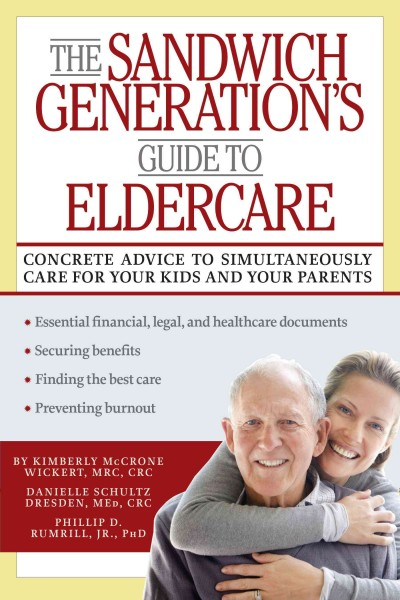 THE SANDWICH
GENERATION'S
GUIDE TO
ELDERCARE
CONCRETE ADVICE TO SIMULTANEOUSLY
CARE FOR YOUR KIDS AND YOUR PARENTS
* Essential financial, legal, and healthcare documents
* Securing benefits
* Finding the best care
* Preventing burnout
BY KIMBERLY McCRONE
WICKERT, MRC, CRC
DANIELLE SCHULTZ
DRESDEN, MED, CRC
PHILLIP D.
RUMRILL, JR., PHD